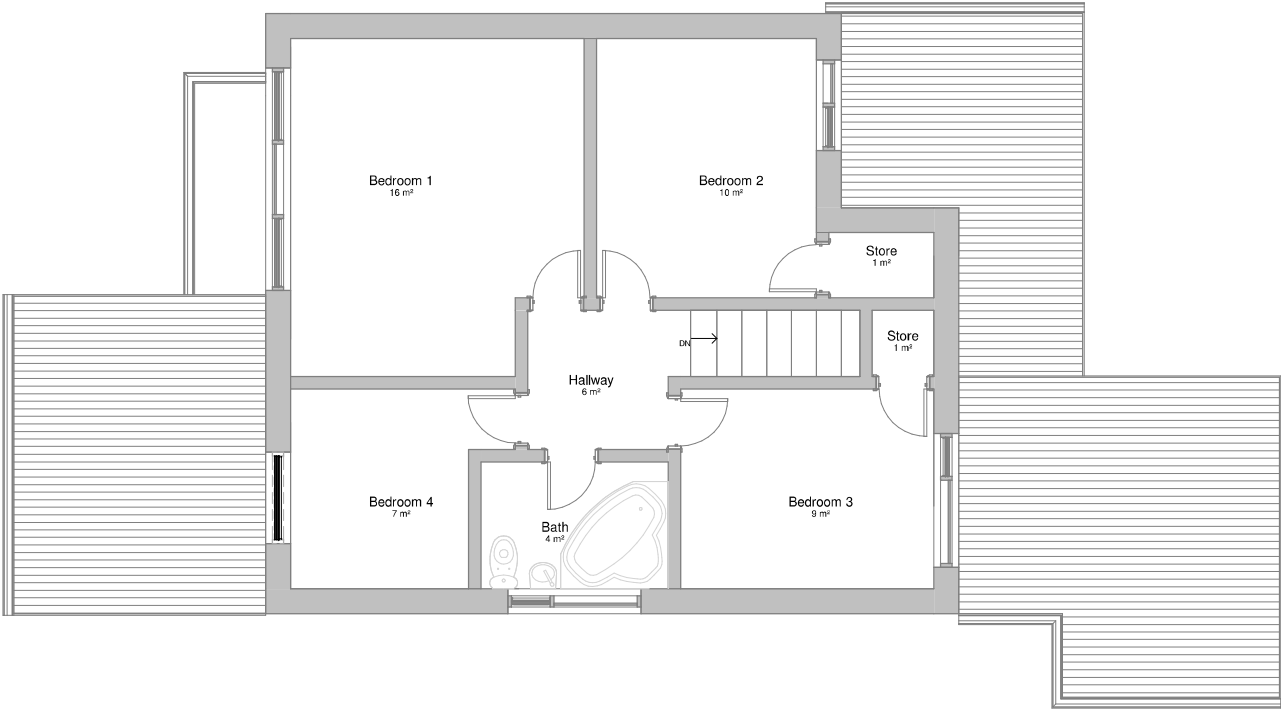 Bedroom 1
16 m²
Bedroom 2
10 m²
Store
1 m²
Store
1 m²
DN
Hallway
6 m²
Bedroom 4
7 m²
Bath
4 m²
Bedroom 3
9 m²